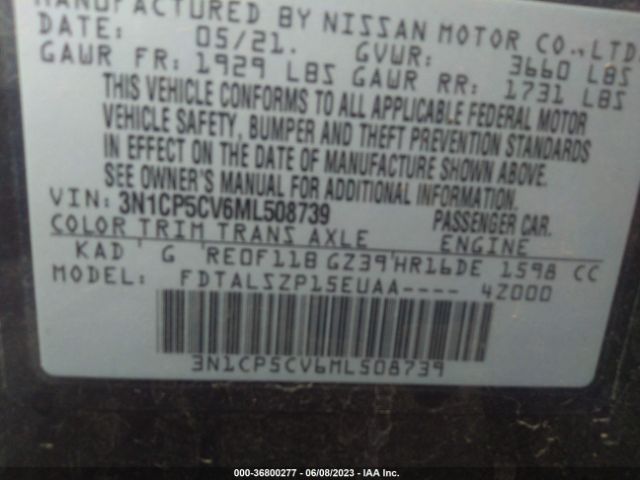 MANUFACTURED BY NISSAN MOTOR CO.,LTD.
DATE: 05/21. GVWR: 3660 LBS
GAWR FR: 1929 LBS GAWR RR: 1731 LBS
THIS VEHICLE CONFORMS TO ALL APPLICABLE FEDERAL MOTOR
VEHICLE SAFETY, BUMPER AND THEFT PREVENTION STANDARDS
IN EFFECT ON THE DATE OF MANUFACTURE SHOWN ABOVE.
SEE OWNER'S MANUAL FOR MORE INFORMATION.
VIN: 3N1CP5CV6ML508739 PASSENGER CAR.
COLOR TRIM TRANS AXLE ENGINE
KAD ' G 'RE0F11B GZ39'HR16DE 1598 CC
MODEL: FDTALSZP15EUAA---- 4Z000
3N1CP5CV6ML508739
000-36800277 - 06/08/2023 - IAA Inc.